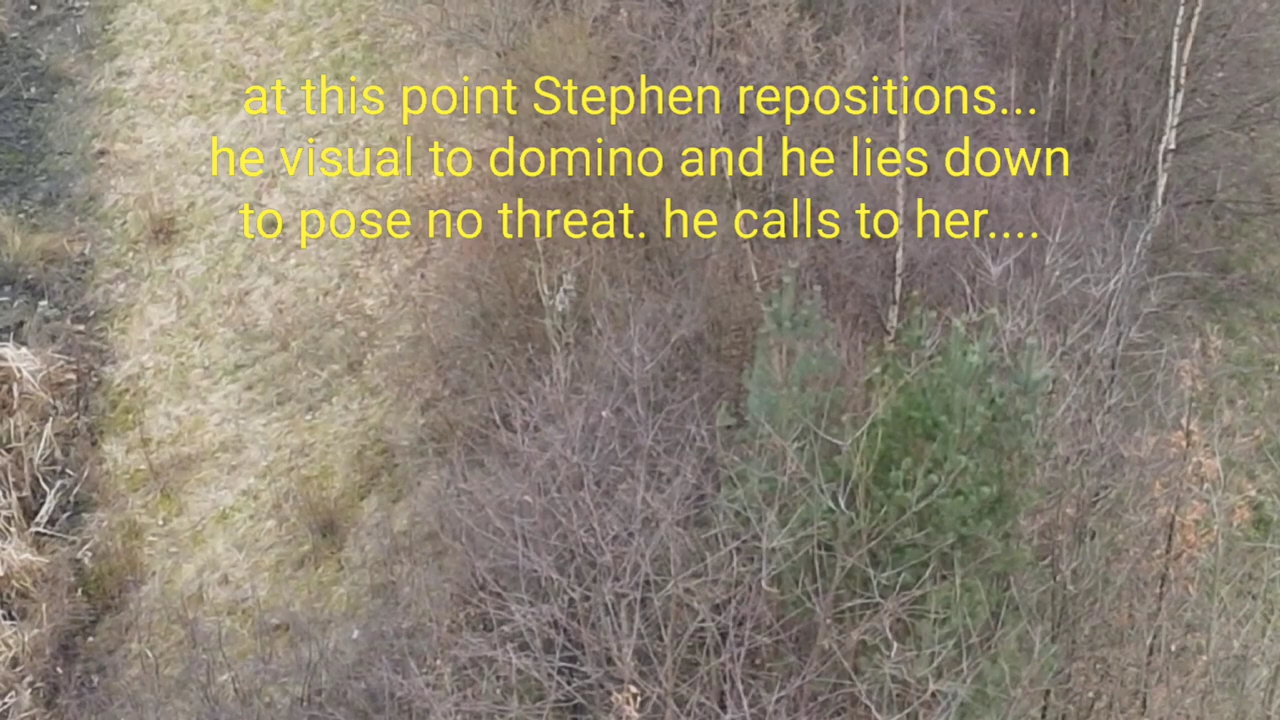 at this point Stephen repositions...
he visual to domino and he lies down
to pose no threat. he calls to her....